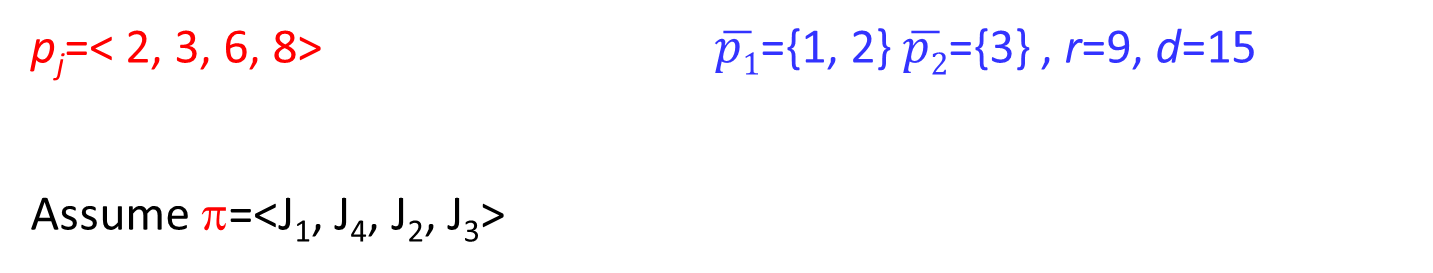 pj=< 2, 3, 6, 8> p̅1={1, 2} p̅2={3} , r=9, d=15
Assume π=<J1, J4, J2, J3>